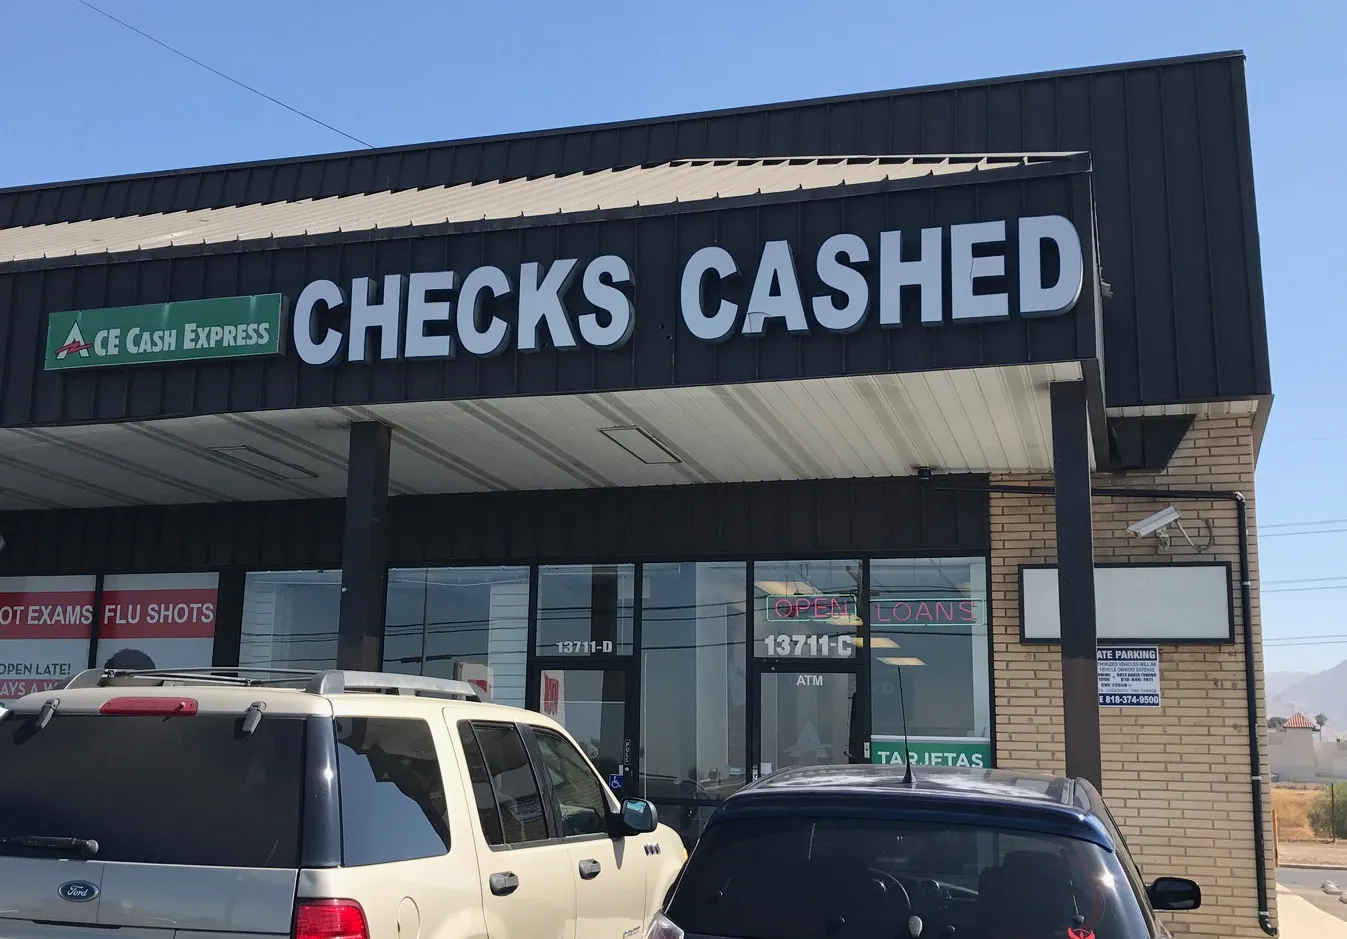 ACE CASH EXPRESS
CHECKS CASHED
OT EXAMS
FLU SHOTS
OPEN LATE!
13711-D
OPEN
LOANS
13711-C
ATM
TARJETAS
ATE PARKING
818-374-9500
PULL
Ford